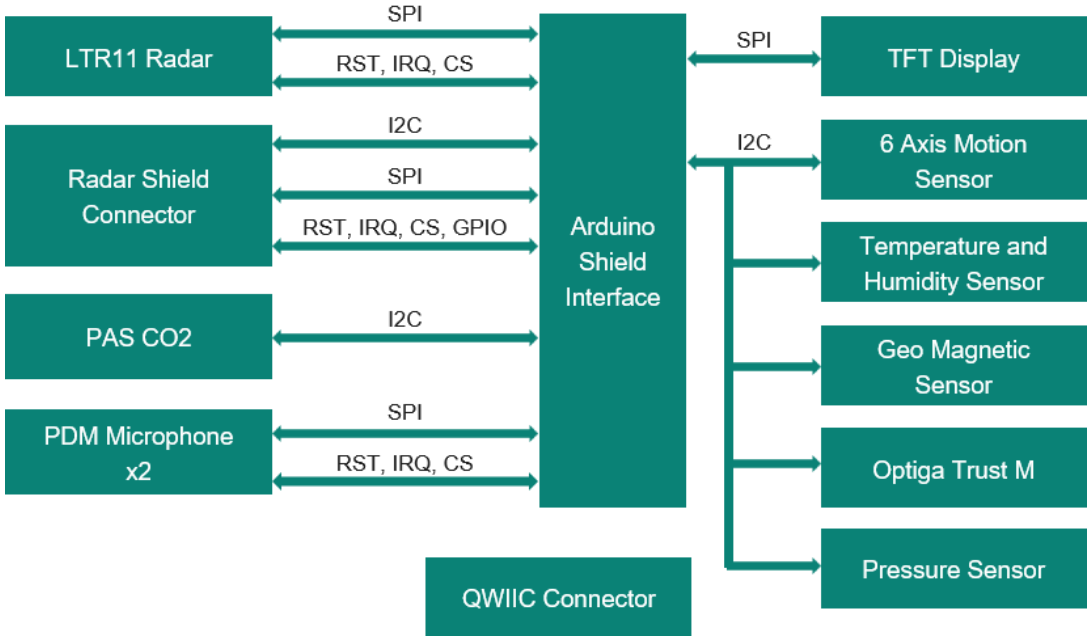 LTR11 Radar
SPI
RST, IRQ, CS
Radar Shield
Connector
I2C
SPI
RST, IRQ, CS, GPIO
PAS CO2
I2C
PDM Microphone
x2
SPI
RST, IRQ, CS
Arduino
Shield
Interface
SPI
TFT Display
I2C
6 Axis Motion
Sensor
Temperature and
Humidity Sensor
Geo Magnetic
Sensor
Optiga Trust M
Pressure Sensor
QWIIC Connector